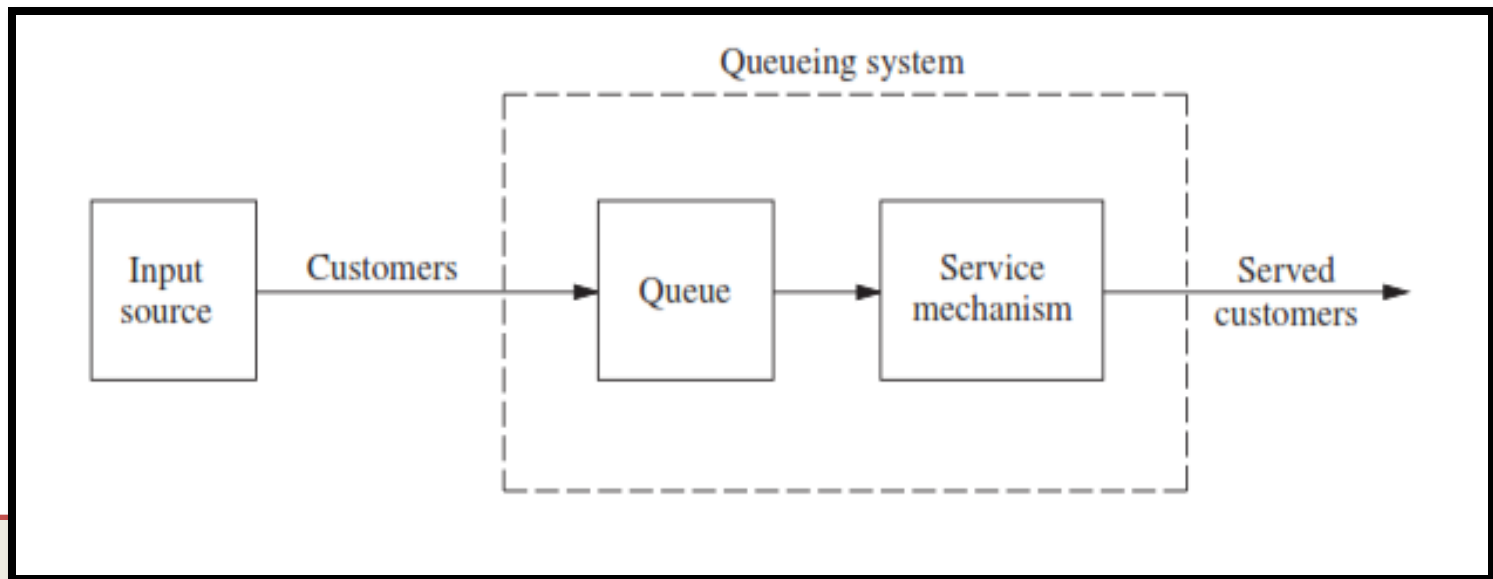 Queueing system
Input
source
Customers
Queue
Service
mechanism
Served
customers